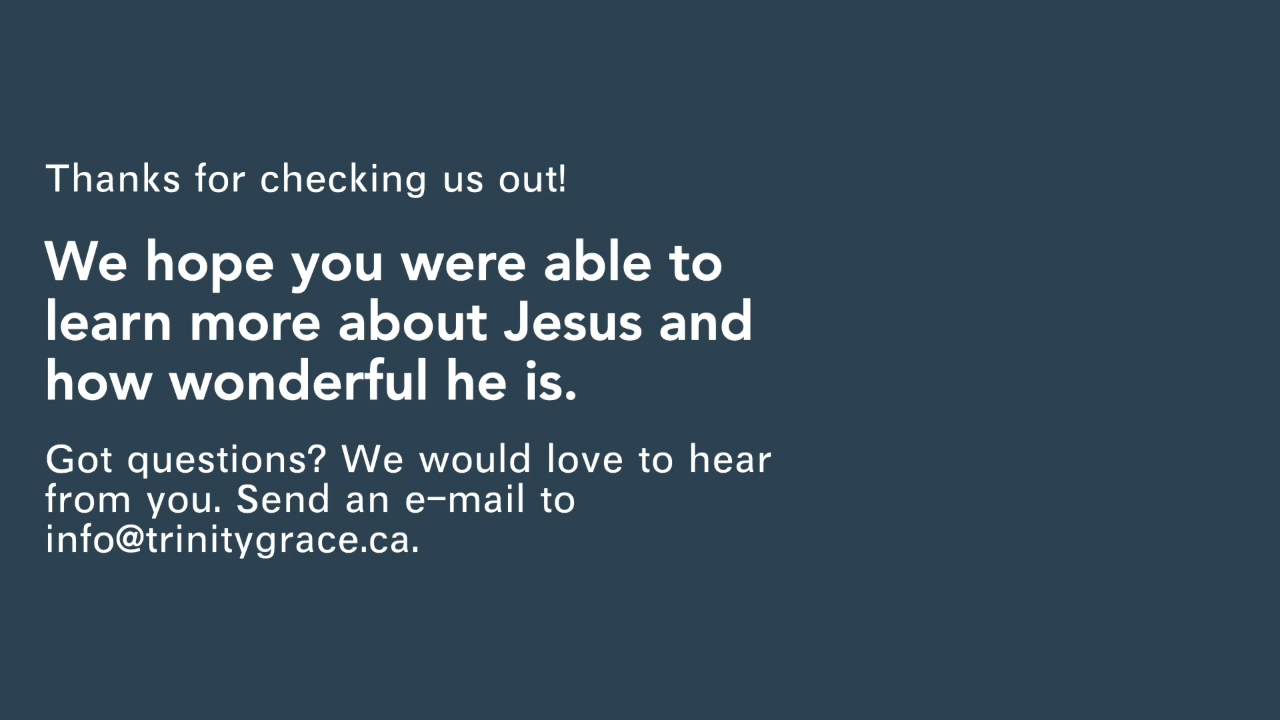 Thanks for checking us out!
We hope you were able to
learn more about Jesus and
how wonderful he is.
Got questions? We would love to hear
from you. Send an e-mail to
info@trinitygrace.ca.